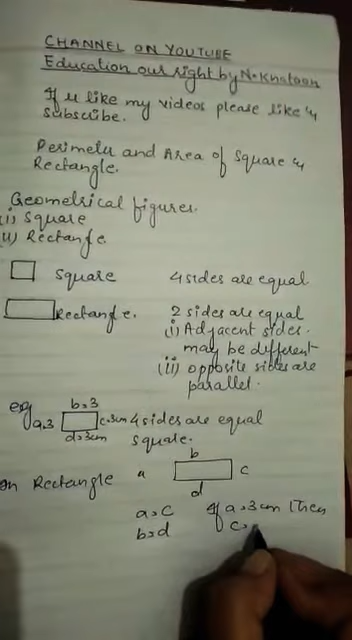 CHANNEL ON YOUTUBE
Education our right by N. Khatoon
If u like my videos please like &
Subscribe.
Perimeter and Area of Square &
Rectangle.
Geometrical figures.
(i) Square
(ii) Rectangle
Square 4 sides are equal
Rectangle. 2 sides are equal
(i) Adjacent sides.
may be different
(ii) opposite sides are
parallel.
eg b=3
a=3 c=3cm 4 sides are equal
d=3cm square.
b
In Rectangle a c
d
a=c If a=3cm then
b=d c=